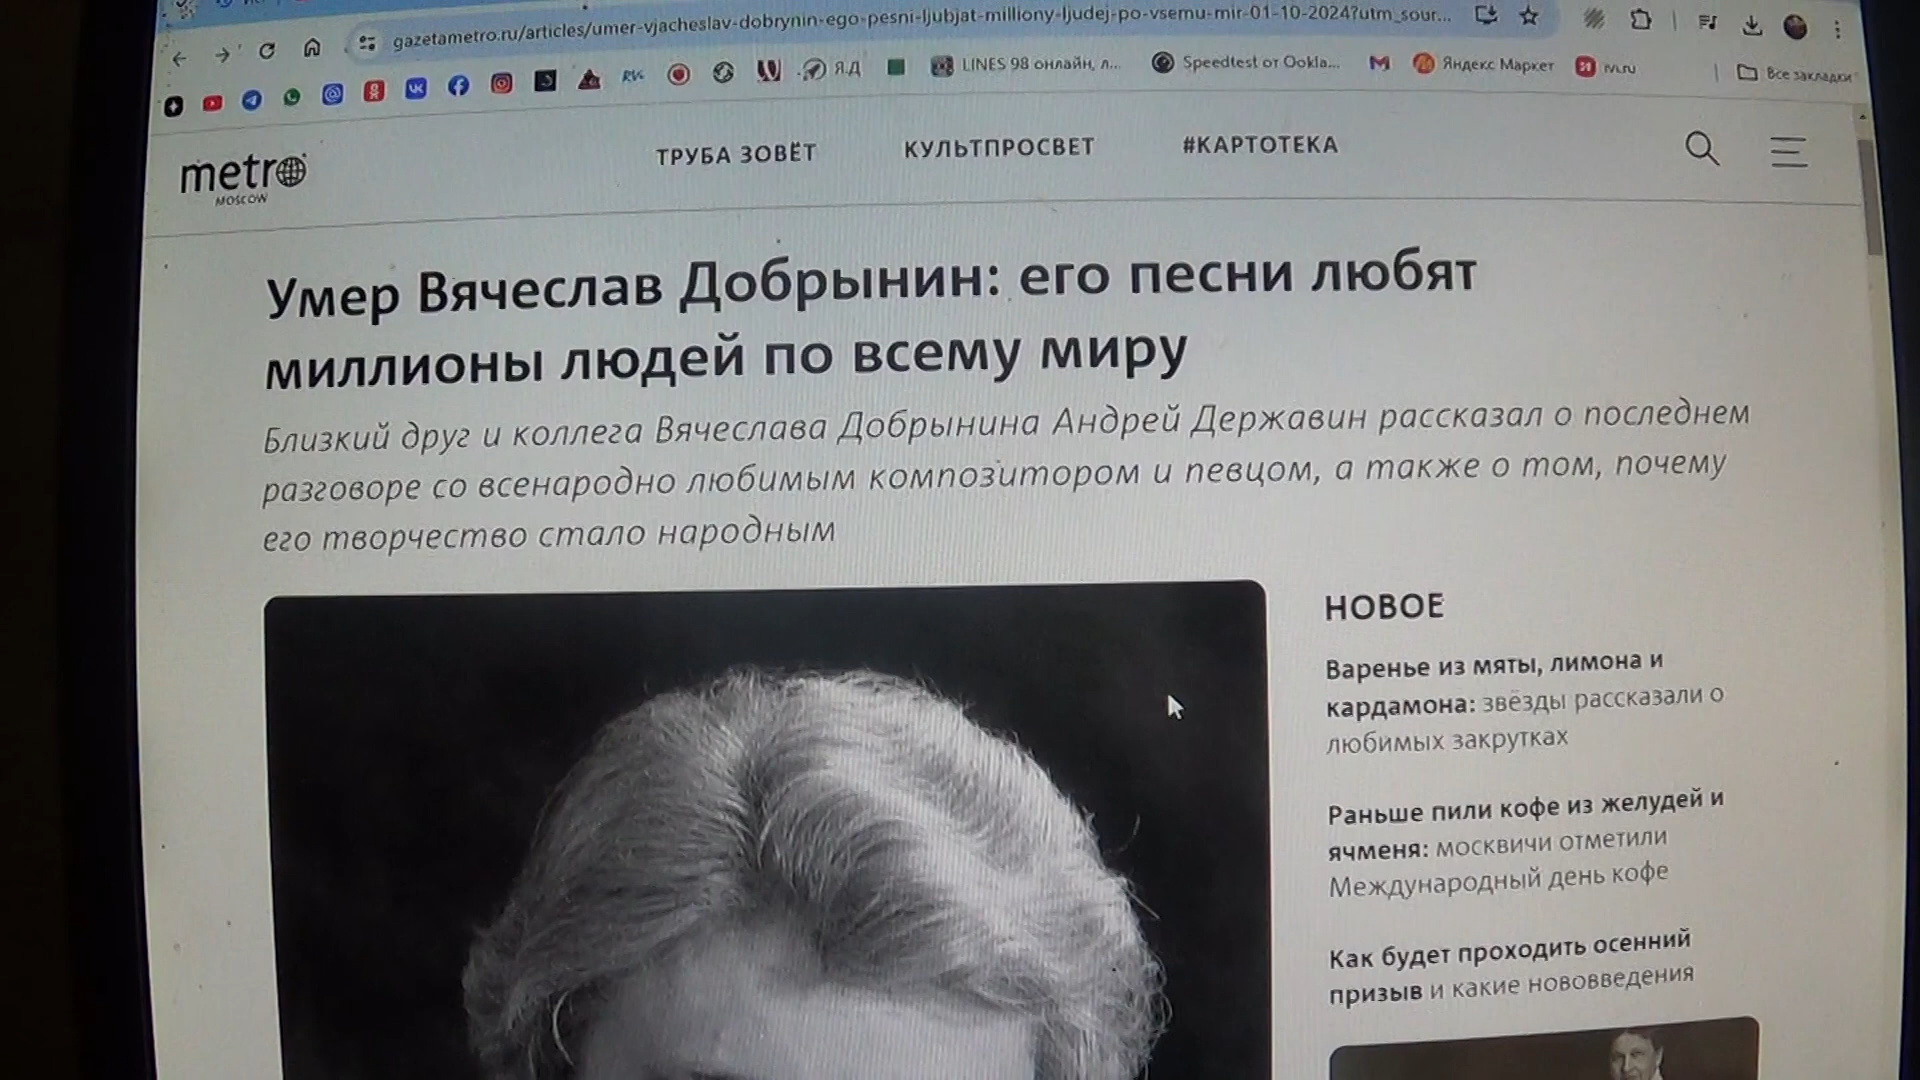 gazetametro.ru/articles/umer-vjacheslav-dobrynin-ego-pesni-ljubjat-milliony-ljudej-po-vsemu-mir-01-10-2024?utm_sour...
Я.Д
LINES 98 онлайн, л...
Speedtest от Ookla...
Яндекс Маркет
ivi.ru
Все закладки
metro
MOSCOW
ТРУБА ЗОВЁТ
КУЛЬТПРОСВЕТ
#КАРТОТЕКА
Умер Вячеслав Добрынин: его песни любят
миллионы людей по всему миру
Близкий друг и коллега Вячеслава Добрынина Андрей Державин рассказал о последнем
разговоре со всенародно любимым композитором и певцом, а также о том, почему
его творчество стало народным
НОВОЕ
Варенье из мяты, лимона и
кардамона: звёзды рассказали о
любимых закрутках
Раньше пили кофе из желудей и
ячменя: москвичи отметили
Международный день кофе
Как будет проходить осенний
призыв и какие нововведения